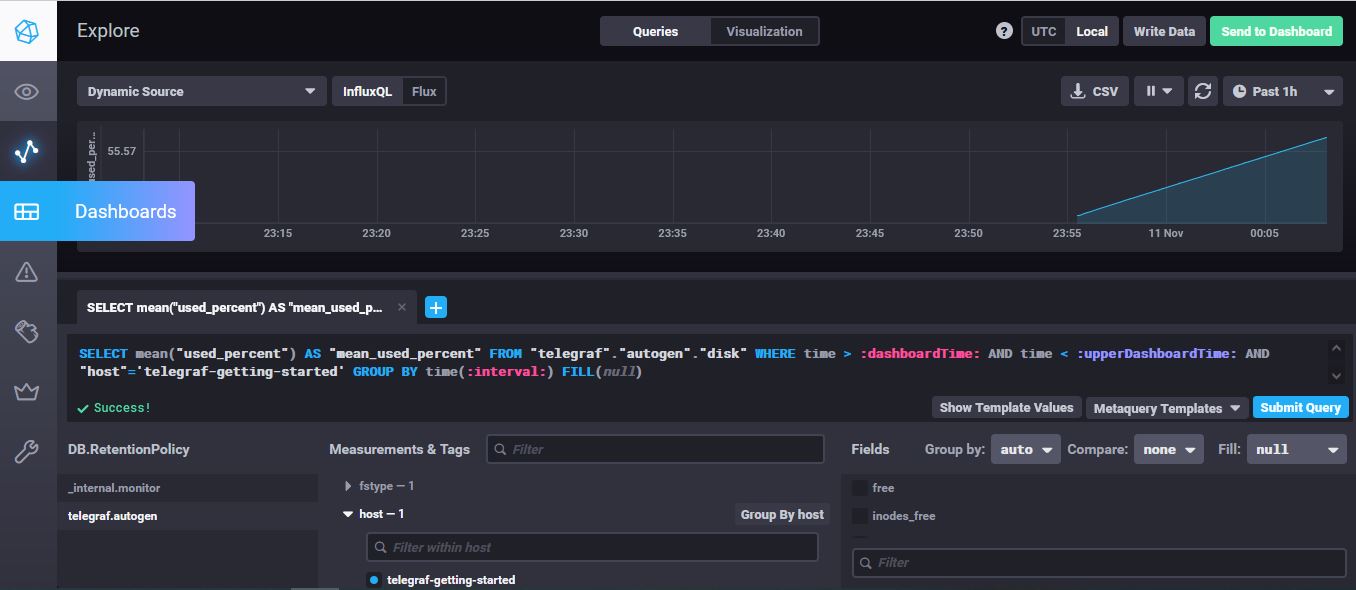 Explore
Queries
Visualization
?
UTC
Local
Write Data
Send to Dashboard
Dynamic Source
InfluxQL
Flux
CSV
Past 1h
used_per...
55.57
Dashboards
23:15
23:20
23:25
23:30
23:35
23:40
23:45
23:50
23:55
11 Nov
00:05
SELECT mean("used_percent") AS "mean_used_p...
SELECT mean("used_percent") AS "mean_used_percent" FROM "telegraf"."autogen"."disk" WHERE time > :dashboardTime: AND time < :upperDashboardTime: AND
"host"='telegraf-getting-started' GROUP BY time(:interval:) FILL(null)
Success!
Show Template Values
Metaquery Templates
Submit Query
DB.RetentionPolicy
_internal.monitor
telegraf.autogen
Measurements & Tags
Filter
fstype — 1
host — 1
Group By host
Filter within host
telegraf-getting-started
Fields
Group by:
auto
Compare:
none
Fill:
null
free
inodes_free
Filter